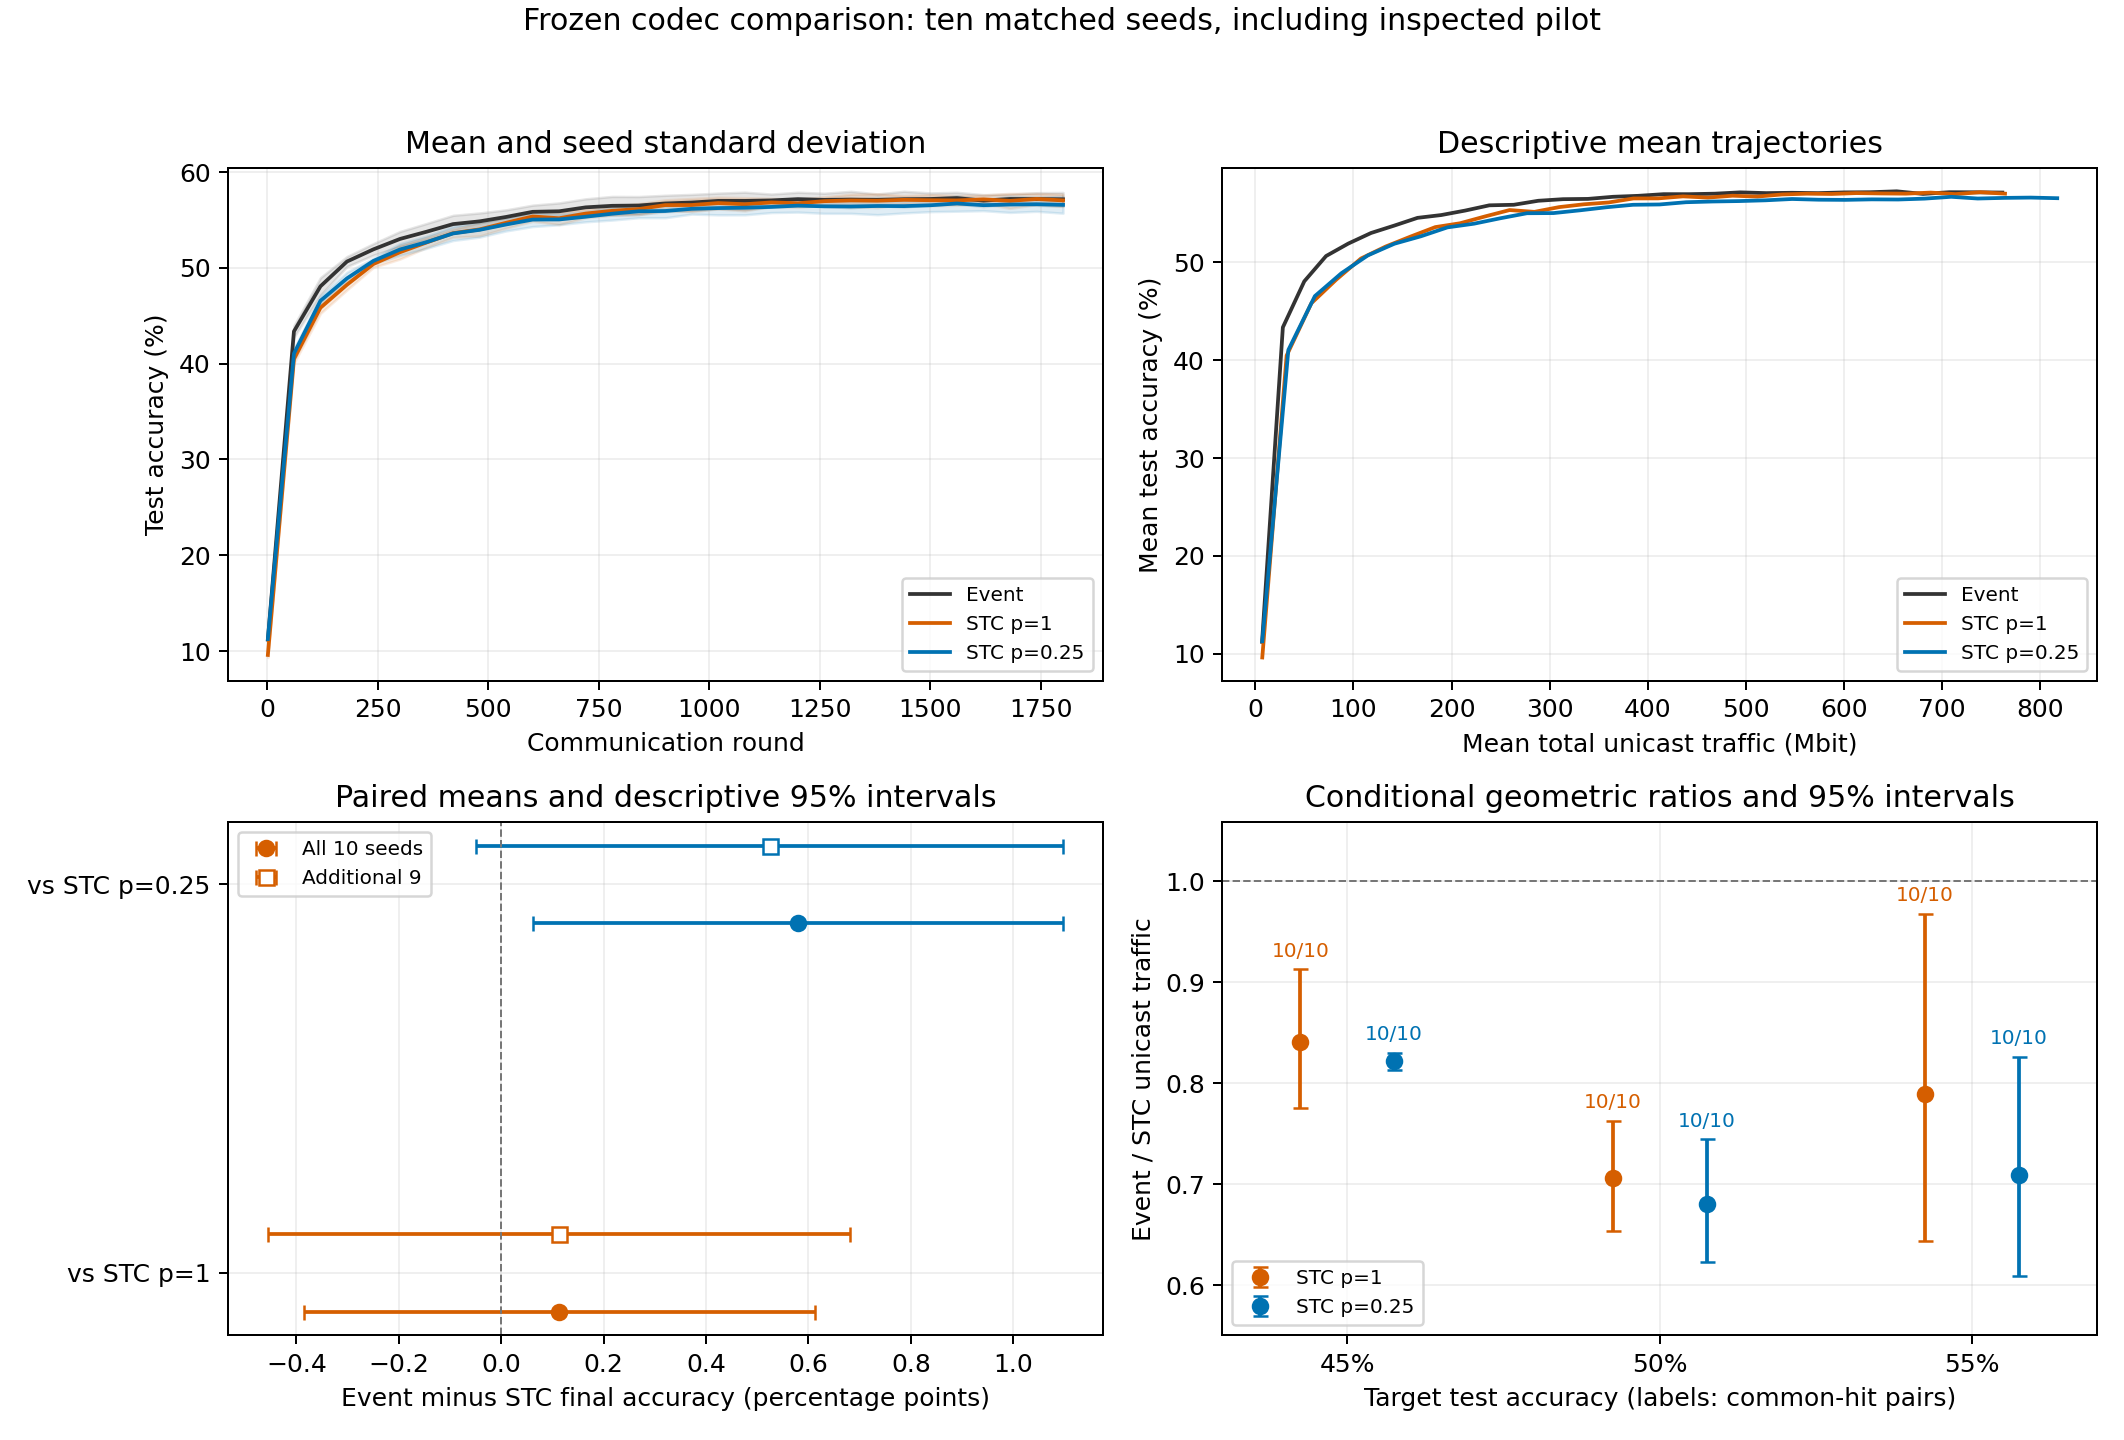 Frozen codec comparison: ten matched seeds, including inspected pilot
Mean and seed standard deviation
60
50
40
30
20
10
Test accuracy (%)
0 250 500 750 1000 1250 1500 1750
Communication round
Event
STC p=1
STC p=0.25
Descriptive mean trajectories
50
40
30
20
10
Mean test accuracy (%)
0 100 200 300 400 500 600 700 800
Mean total unicast traffic (Mbit)
Event
STC p=1
STC p=0.25
Paired means and descriptive 95% intervals
All 10 seeds
Additional 9
vs STC p=0.25
vs STC p=1
−0.4 −0.2 0.0 0.2 0.4 0.6 0.8 1.0
Event minus STC final accuracy (percentage points)
Conditional geometric ratios and 95% intervals
1.0
0.9
0.8
0.7
0.6
Event / STC unicast traffic
10/10
10/10
10/10
10/10
10/10
10/10
STC p=1
STC p=0.25
45% 50% 55%
Target test accuracy (labels: common-hit pairs)